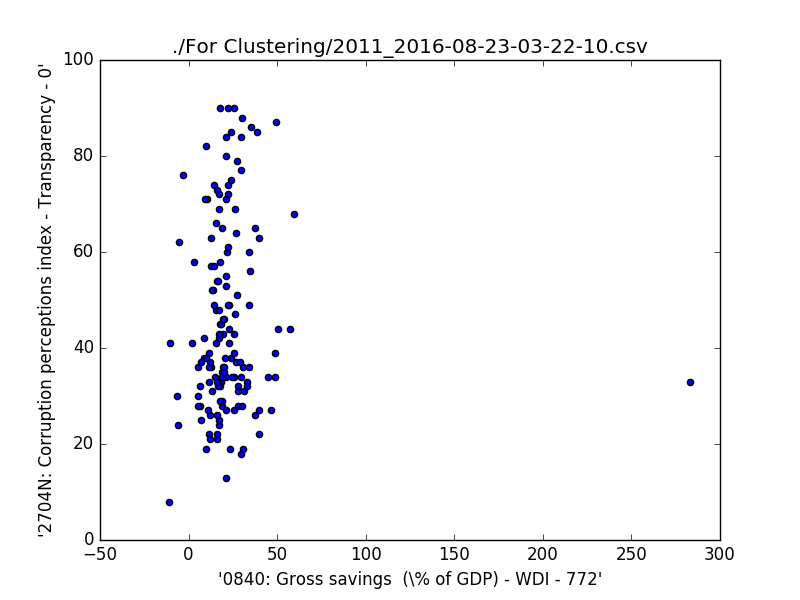 ./For Clustering/2011_2016-08-23-03-22-10.csv
100
80
60
40
20
0
'2704N: Corruption perceptions index - Transparency - 0'
−50 0 50 100 150 200 250 300
'0840: Gross savings  (\% of GDP) - WDI - 772'